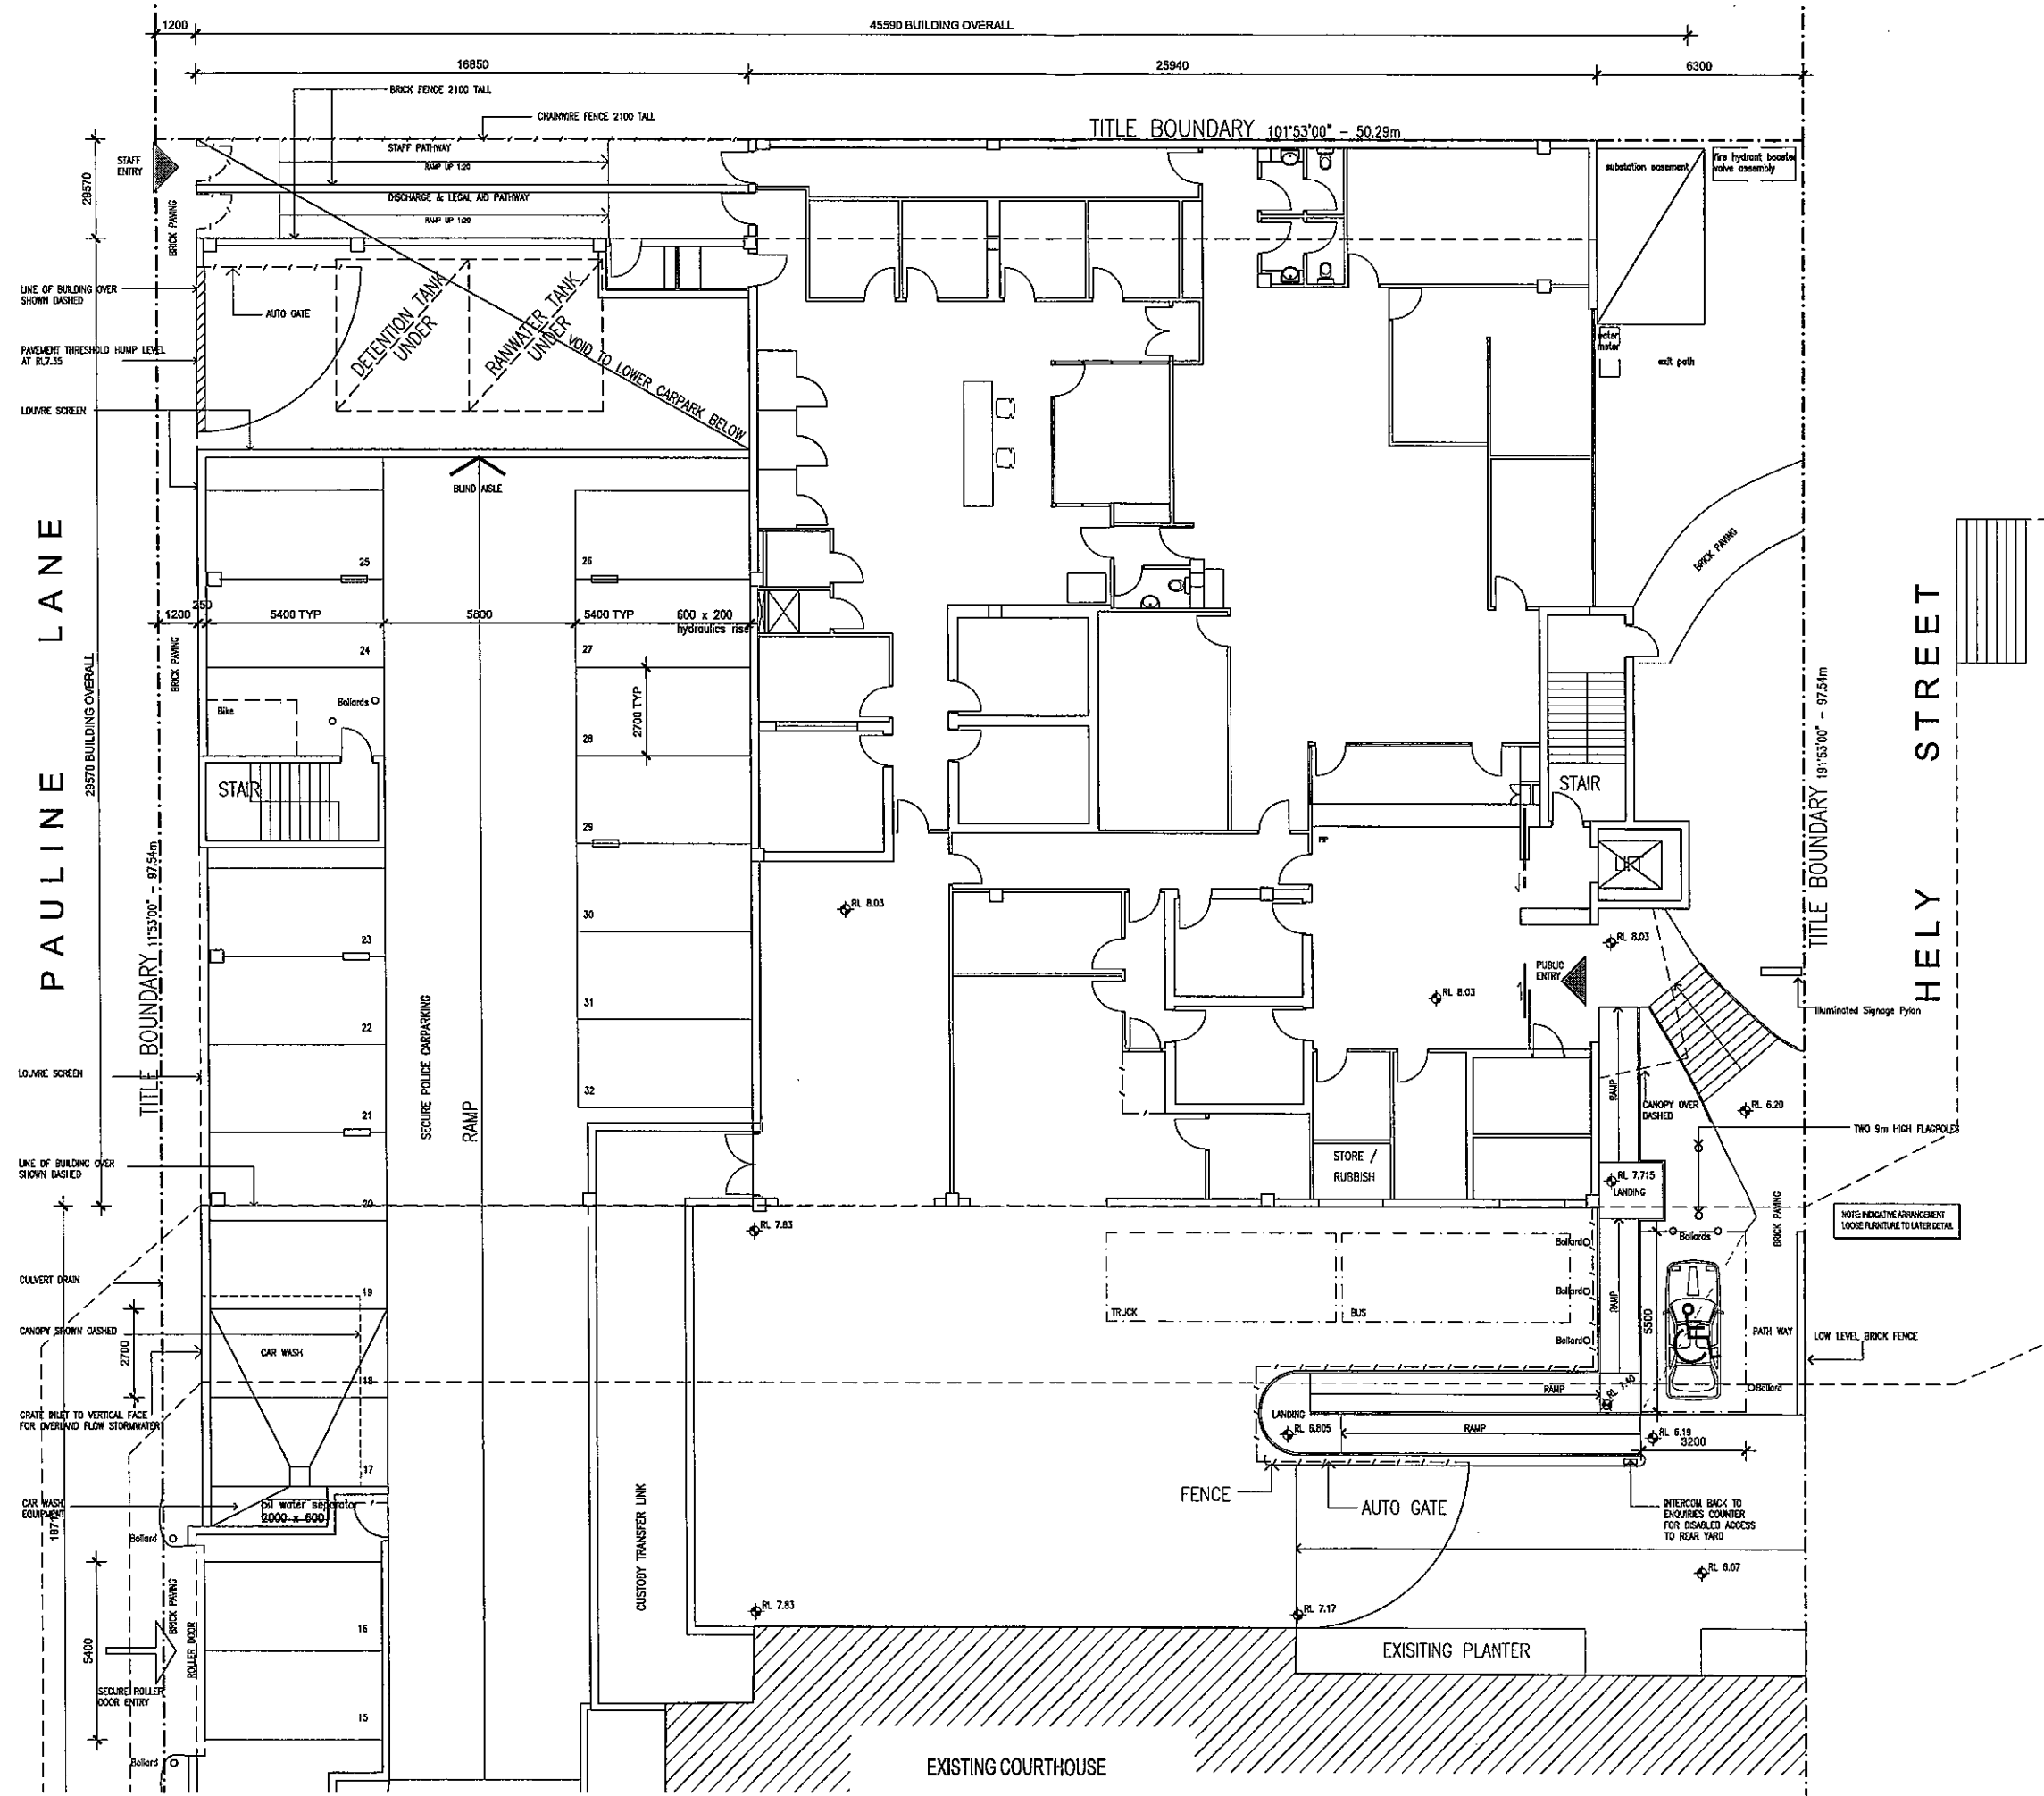 1200
45590 BUILDING OVERALL
16850
25940
6300
BRICK FENCE 2100 TALL
CHAINWIRE FENCE 2100 TALL
TITLE BOUNDARY 101°53'00" - 50.29m
STAFF ENTRY
STAFF PATHWAY
RAMP UP 1:20
DISCHARGE & LEGAL AID PATHWAY
RAMP UP 1:20
substation easement
fire hydrant booster
valve assembly
29570
BRICK PAVING
LINE OF BUILDING OVER
SHOWN DASHED
AUTO GATE
DETENTION TANK
UNDER
RANWATER TANK
UNDER
VOID TO LOWER CARPARK BELOW
PAVEMENT THRESHOLD HUMP LEVEL
AT RL7.35
water
meter
exit path
LOUVRE SCREEN
BLIND AISLE
25
26
BRICK PAVING
1200
250
5400 TYP
5800
5400 TYP
600 x 200
hydraulics rise
24
27
BRICK PAVING
29570 BUILDING OVERALL
2700 TYP
Bike
Bollards
28
STAIR
STAIR
29
LIFT
PAULINE LANE
HELY STREET
TITLE BOUNDARY 11°53'00" - 97.54m
TITLE BOUNDARY 191°53'00" - 97.54m
RL 8.03
30
23
RL 8.03
PUBLIC
ENTRY
RL 8.03
31
22
Illuminated Signage Pylon
SECURE POLICE CARPARKING
RAMP
LOUVRE SCREEN
32
21
RAMP
CANOPY OVER
DASHED
RL 6.20
TWO 9m HIGH FLAGPOLES
STORE /
RUBBISH
LINE OF BUILDING OVER
SHOWN DASHED
RL 7.715
LANDING
20
BRICK PAVING
NOTE: INDICATIVE ARRANGEMENT
LOOSE FURNITURE TO LATER DETAIL
RL 7.83
Bollard
Bollards
CULVERT DRAIN
19
TRUCK
BUS
Bollard
RAMP
5500
CANOPY SHOWN DASHED
2700
CAR WASH
Bollard
PATH WAY
LOW LEVEL BRICK FENCE
18
RAMP
RL 7.40
Bollard
GRATE INLET TO VERTICAL FACE
FOR OVERLAND FLOW STORMWATER
LANDING
RL 6.805
RAMP
RL 6.19
3200
17
CAR WASH
EQUIPMENT
oil water separator
2000 x 600
FENCE
AUTO GATE
INTERCOM BACK TO
ENQUIRIES COUNTER
FOR DISABLED ACCESS
TO REAR YARD
Bollard
CUSTODY TRANSFER LINK
RL 6.07
BRICK PAVING
ROLLER DOOR
5400
RL 7.83
RL 7.17
16
EXISITING PLANTER
SECURE ROLLER
DOOR ENTRY
15
Bollard
EXISTING COURTHOUSE